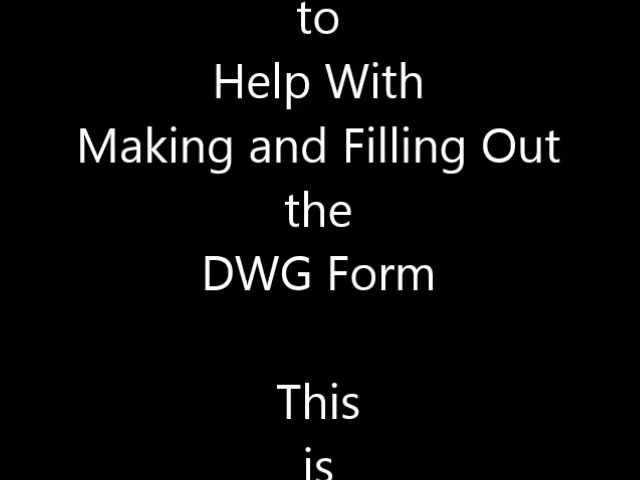 to
Help With
Making and Filling Out
the
DWG Form
This
is